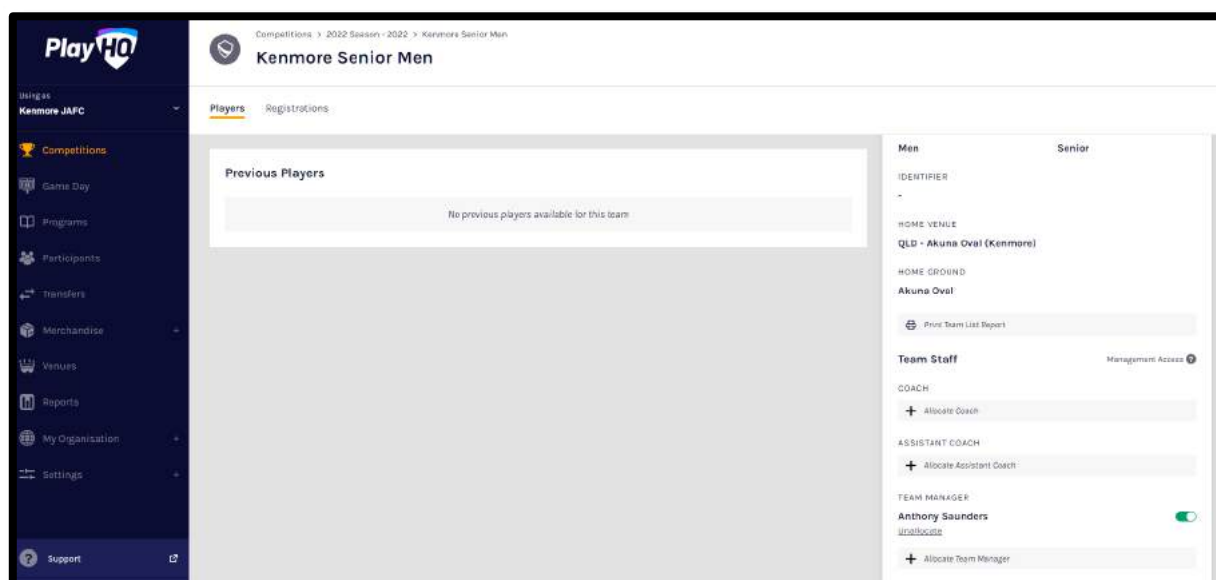 PlayHQ
Using as
Kenmore JAFC
Competitions
Game Day
Programs
Participants
Transfers
Merchandise +
Venues
Reports
My Organisation +
Settings +
Support
Competitions > 2022 Season - 2022 > Kenmore Senior Men
Kenmore Senior Men
Players Registrations
Previous Players
No previous players available for this team
Men Senior
IDENTIFIER
-
HOME VENUE
QLD - Akuna Oval (Kenmore)
HOME GROUND
Akuna Oval
Print Team List Report
Team Staff Management Access ?
COACH
+ Allocate Coach
ASSISTANT COACH
+ Allocate Assistant Coach
TEAM MANAGER
Anthony Saunders
Unallocate
+ Allocate Team Manager